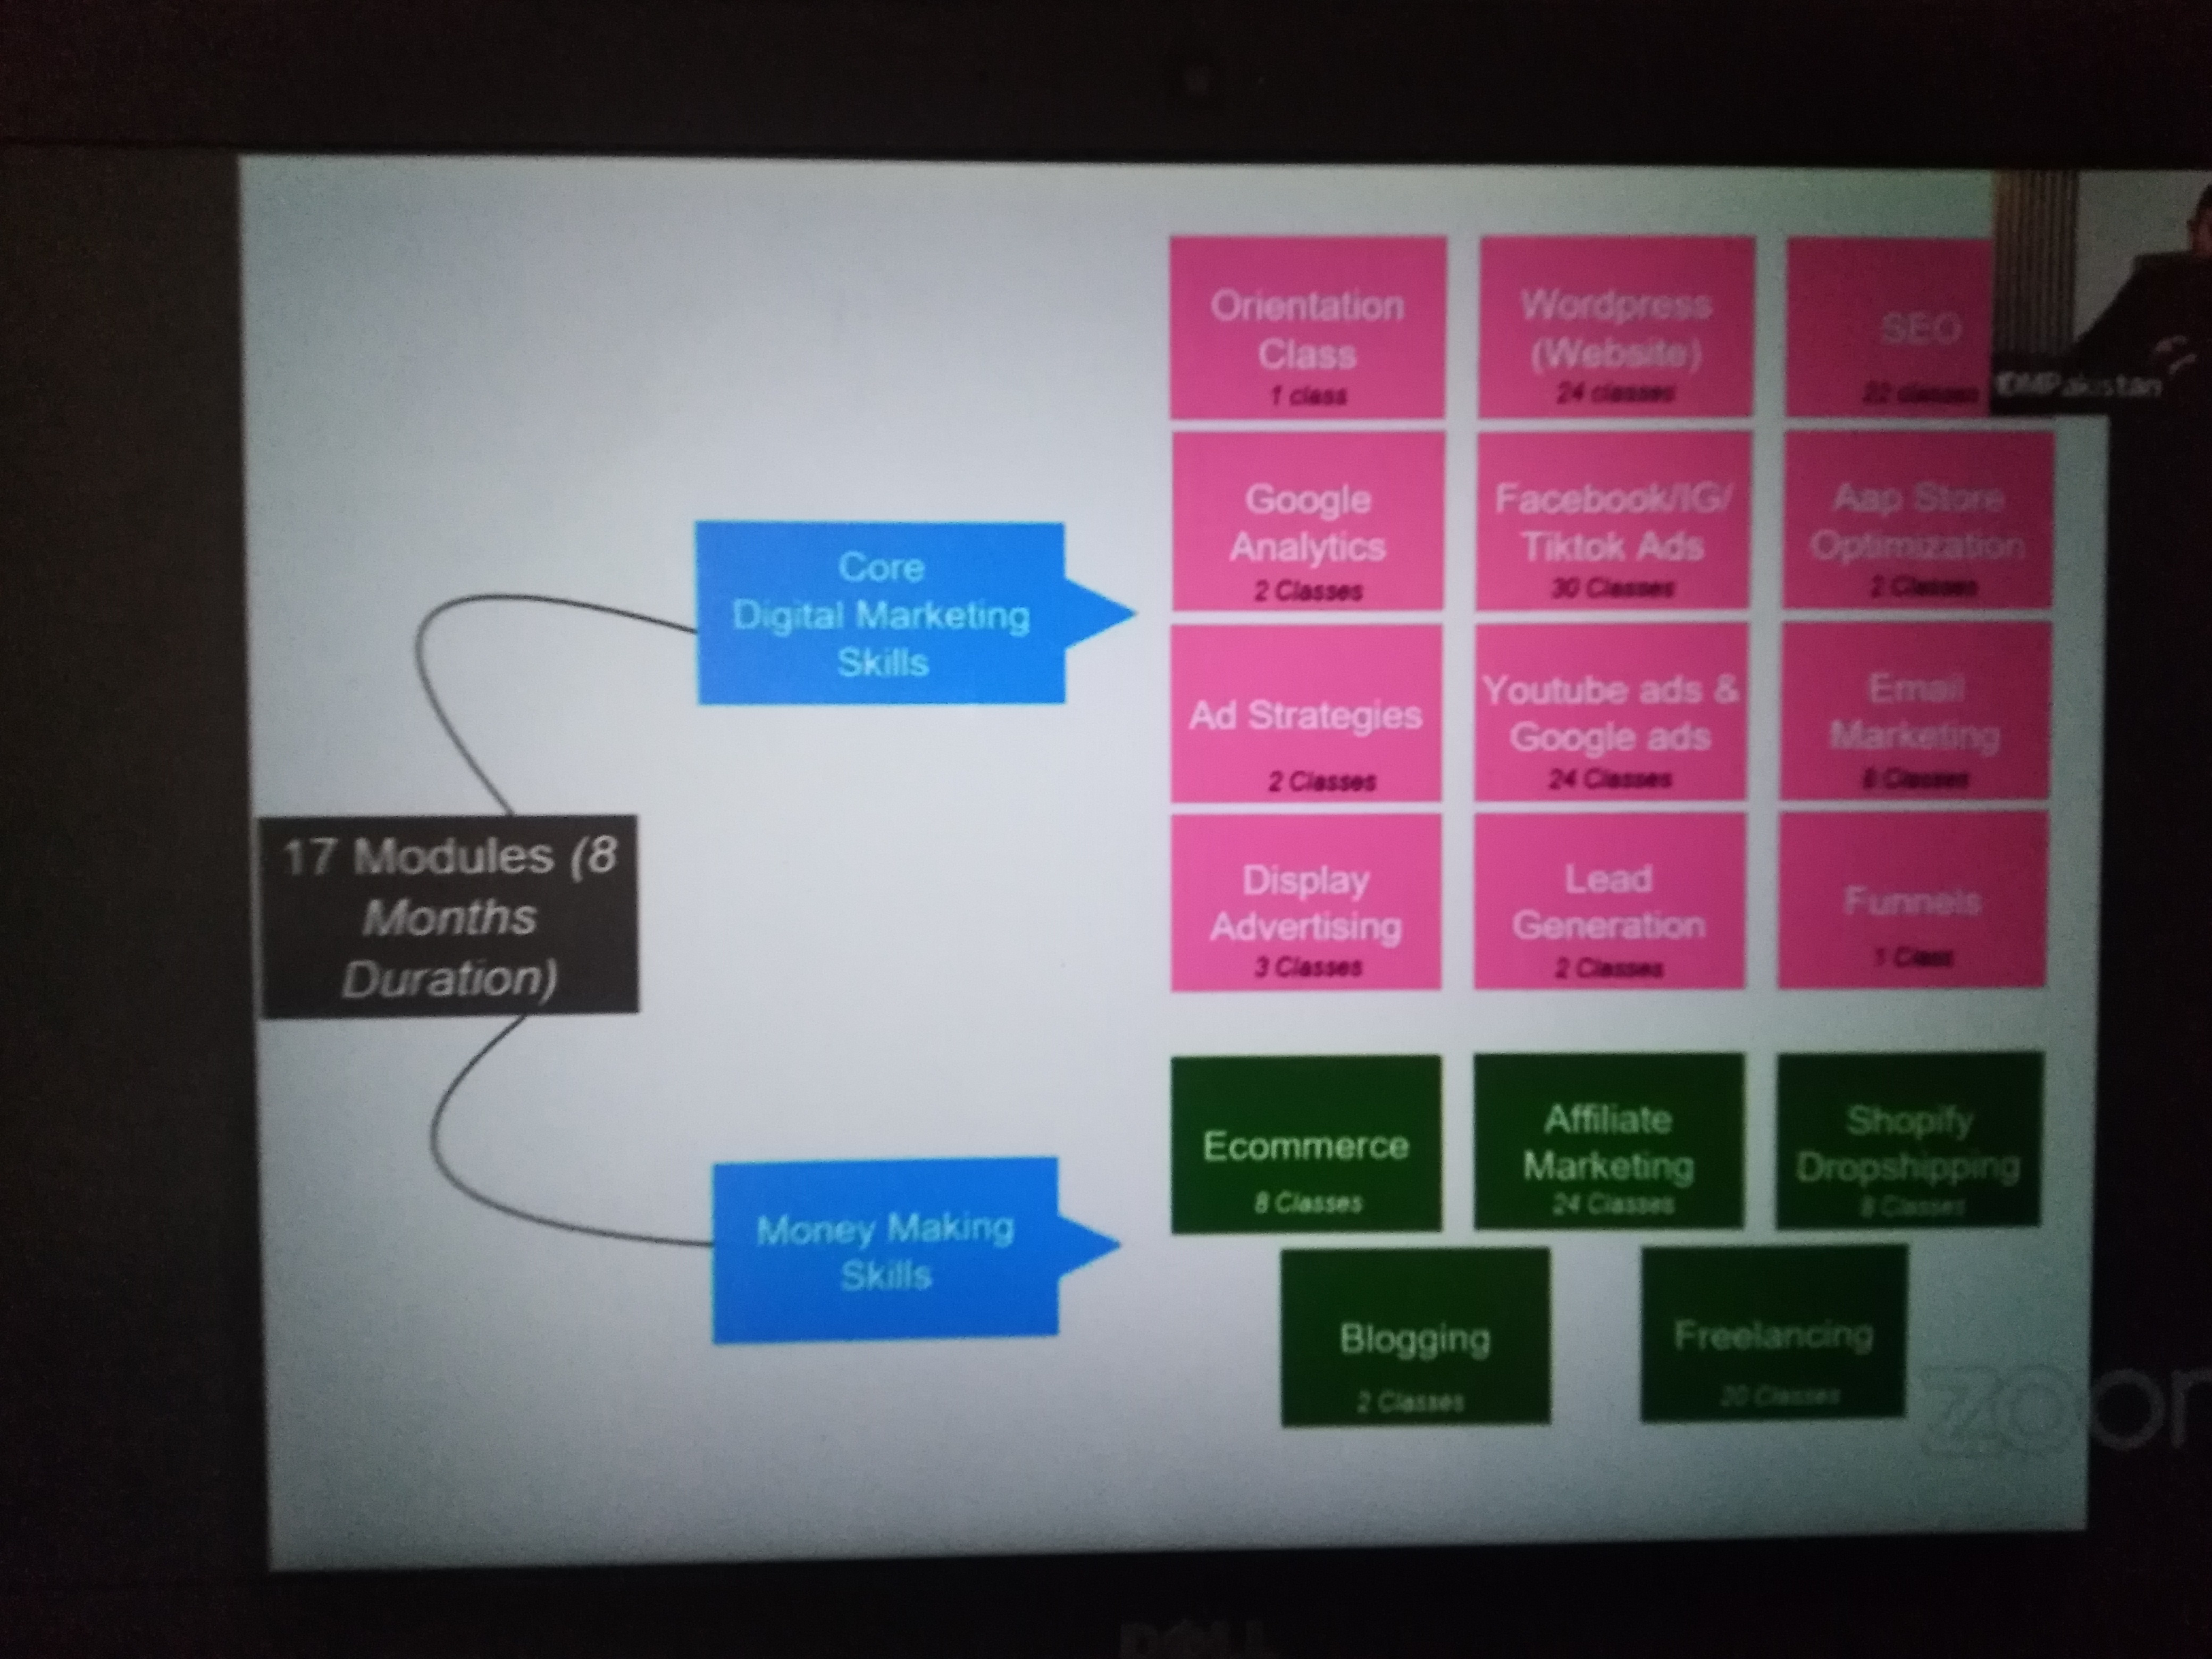 Orientation
Class
1 class
Wordpress
(Website)
24 classes
SEO
22 classes
IDMPakistan
Google
Analytics
2 Classes
Facebook/IG/
Tiktok Ads
30 Classes
Aap Store
Optimization
2 Classes
Core
Digital Marketing
Skills
Ad Strategies
2 Classes
Youtube ads &
Google ads
24 Classes
Email
Marketing
Classes
17 Modules (8
Months
Duration)
Display
Advertising
3 Classes
Lead
Generation
2 Classes
Funnels
1 Class
Money Making
Skills
Ecommerce
8 Classes
Affiliate
Marketing
24 Classes
Shopify
Dropshipping
8 Classes
Blogging
2 Classes
Freelancing
20 Classes
zoo
DELL